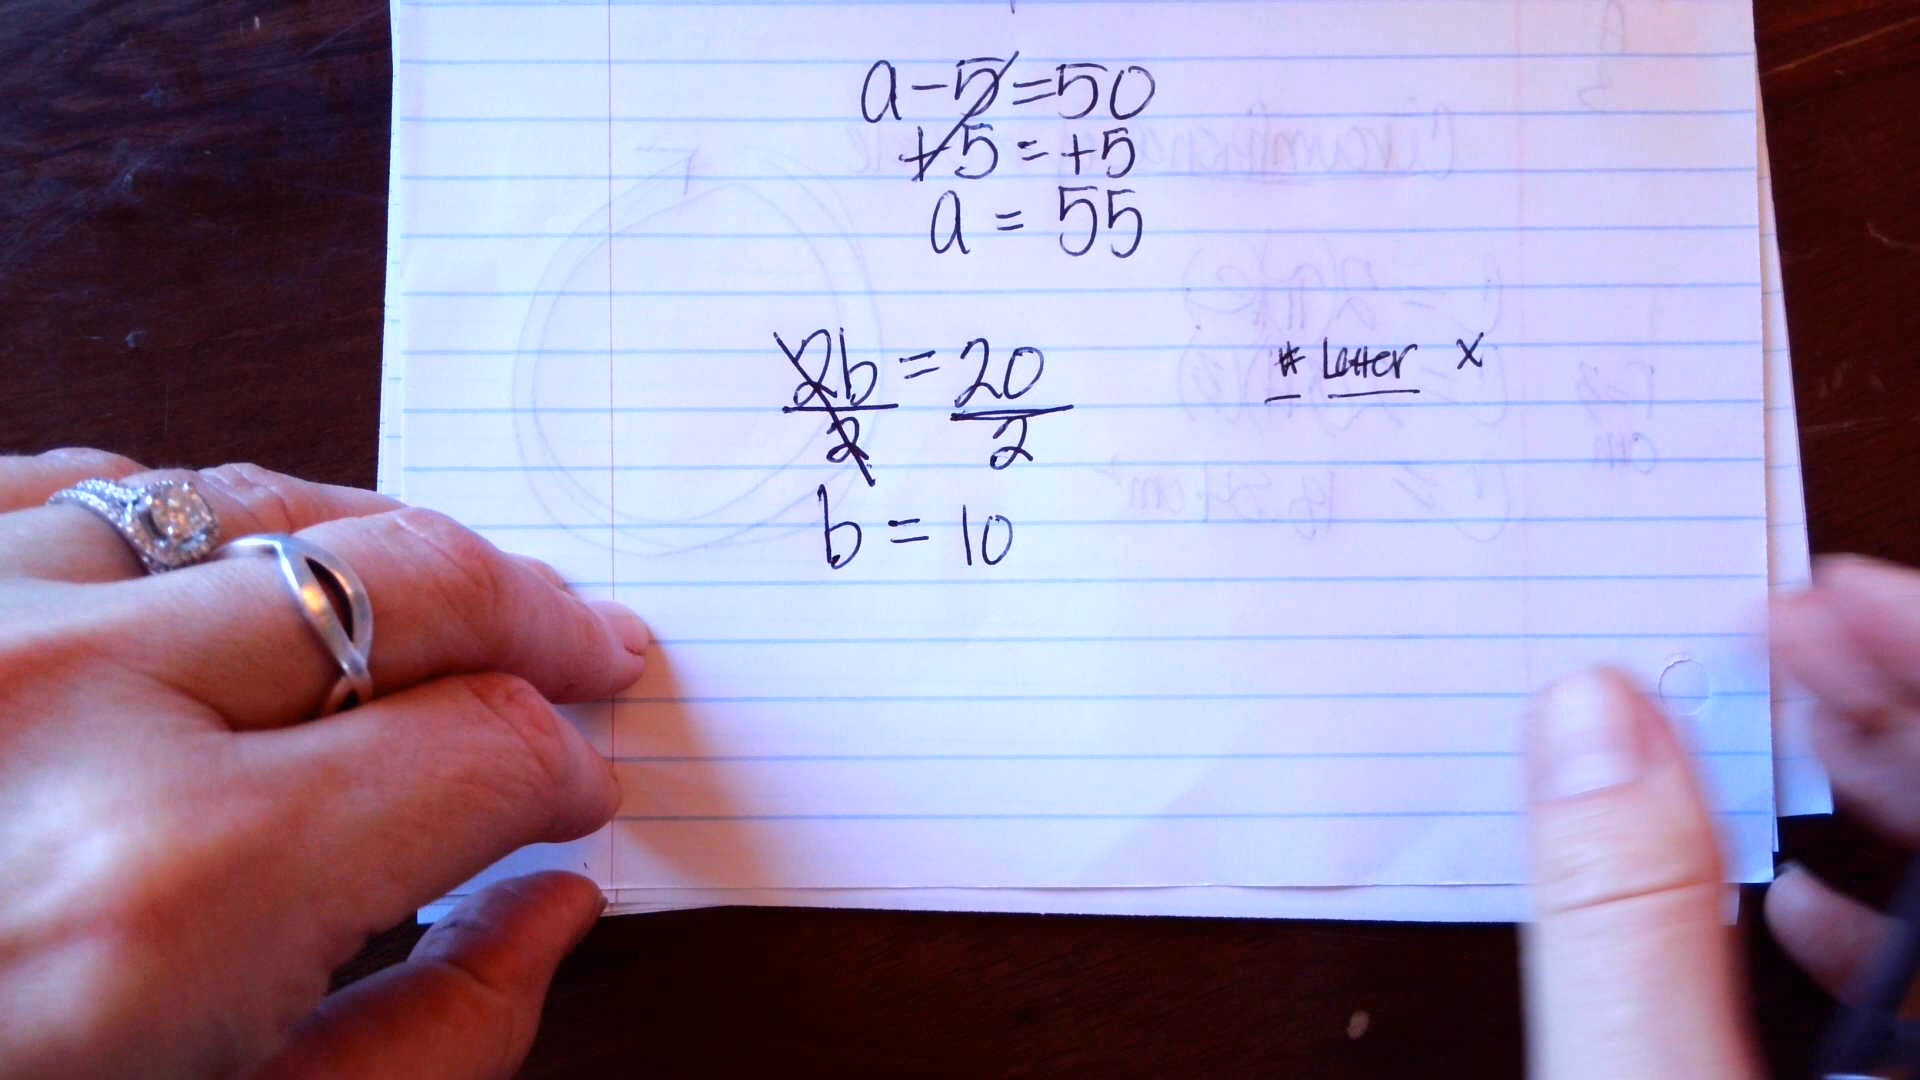 a-5=50
+5=+5
a = 55
2b = 20
2 2
b = 10
# Letter x